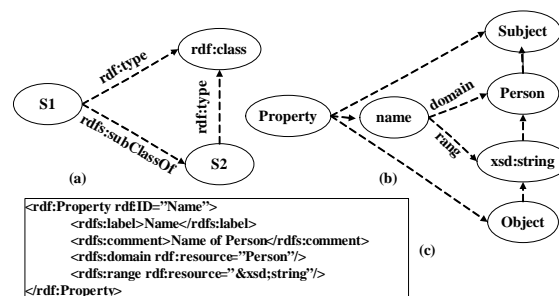 rdf:type
rdf:class
S1
rdf:type
rdfs:subClassOf
S2
(a)
Subject
Property
name
domain
Person
rang
xsd:string
(b)
Object
<rdf:Property rdf:ID="Name">
<rdfs:label>Name</rdfs:label>
<rdfs:comment>Name of Person</rdfs:comment>
<rdfs:domain rdf:resource="Person"/>
<rdfs:range rdf:resource="&xsd;string"/>
</rdf:Property>
(c)